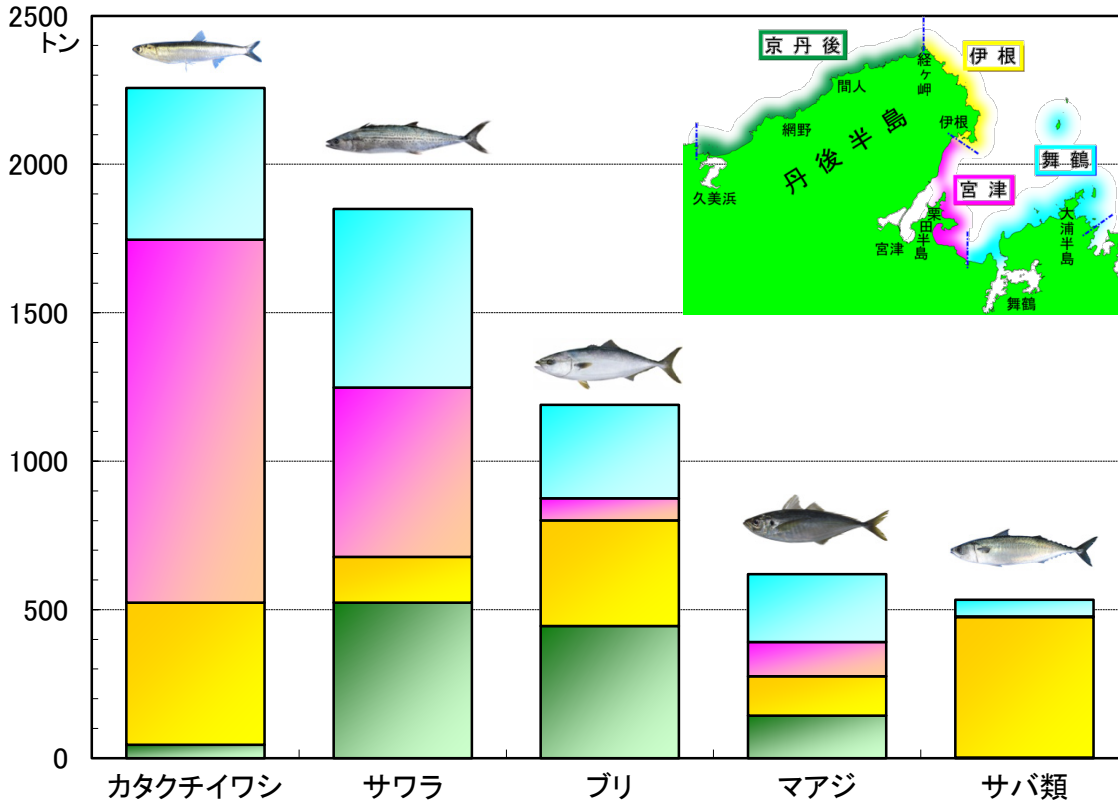 2500
トン
2000
1500
1000
500
0
カタクチイワシ
サワラ
ブリ
マアジ
サバ類
京丹後
伊根
経ヶ岬
間人
網野
丹後半島
伊根
舞鶴
久美浜
宮津
栗田半島
宮津
大浦半島
舞鶴